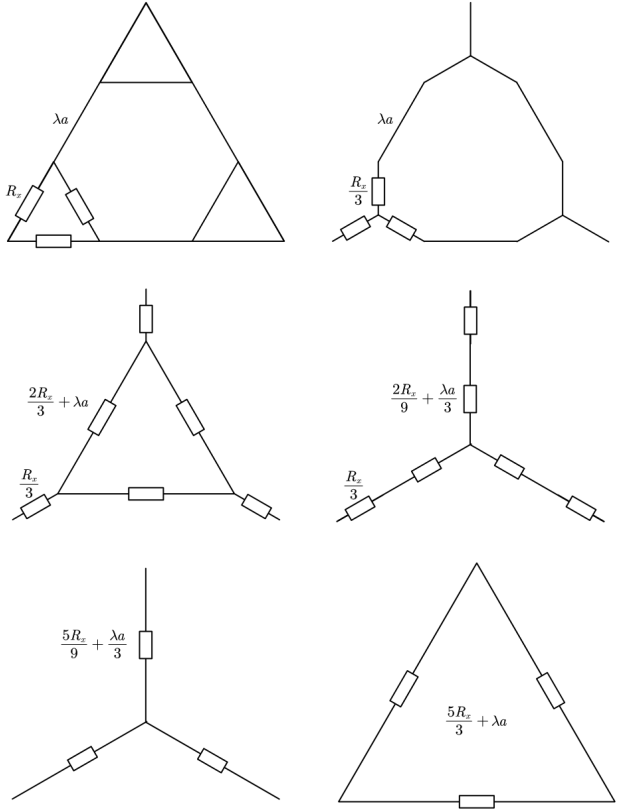 λa
λa
R_x
R_x/3
2R_x/3 + λa
2R_x/9 + λa/3
R_x/3
R_x/3
5R_x/9 + λa/3
5R_x/3 + λa